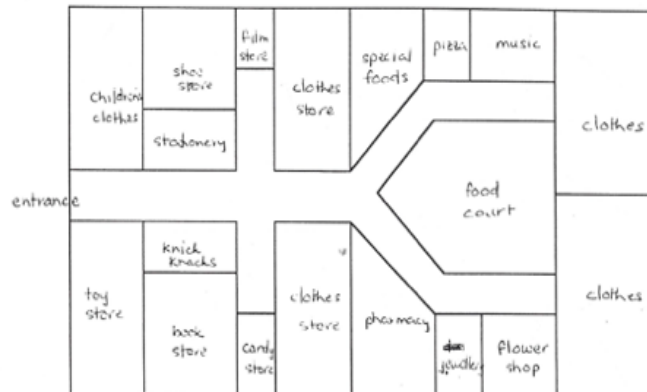 film
store
special
foods
pizza
music
shoe
store
children's
clothes
clothes
store
clothes
stationery
food
court
entrance
knick
knacks
toy
store
clothes
store
clothes
book
store
candy
store
pharmacy
jewellery
flower
shop